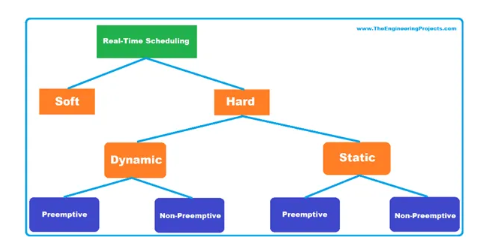 www.TheEngineeringProjects.com
Real-Time Scheduling
Soft
Hard
Dynamic
Static
Preemptive
Non-Preemptive
Preemptive
Non-Preemptive